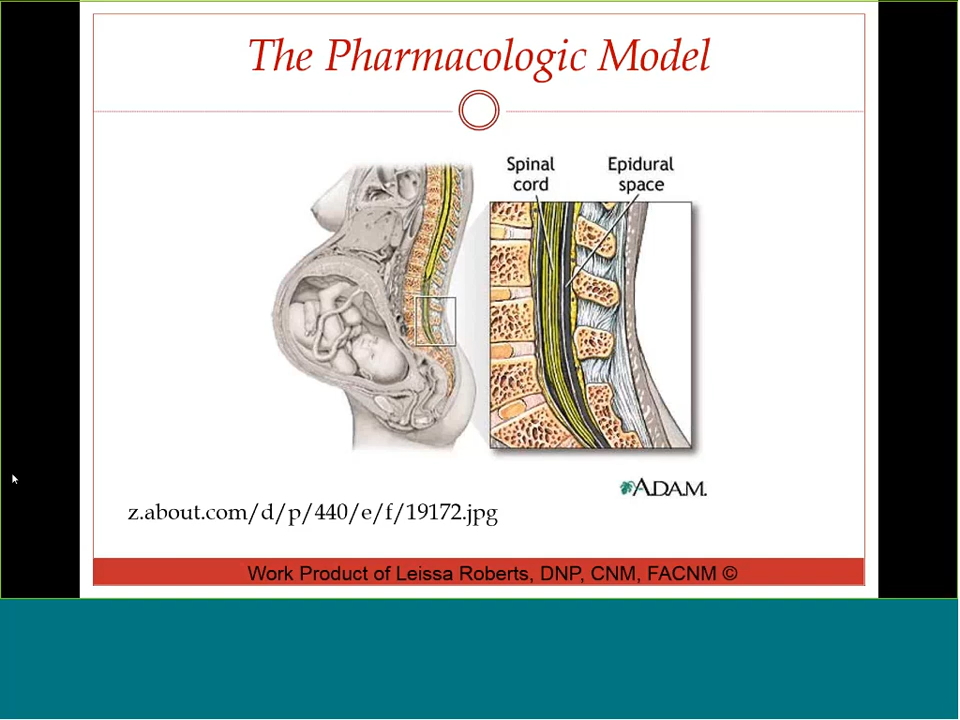 The Pharmacologic Model
Spinal
cord
Epidural
space
A.D.A.M.
z.about.com/d/p/440/e/f/19172.jpg
Work Product of Leissa Roberts, DNP, CNM, FACNM ©